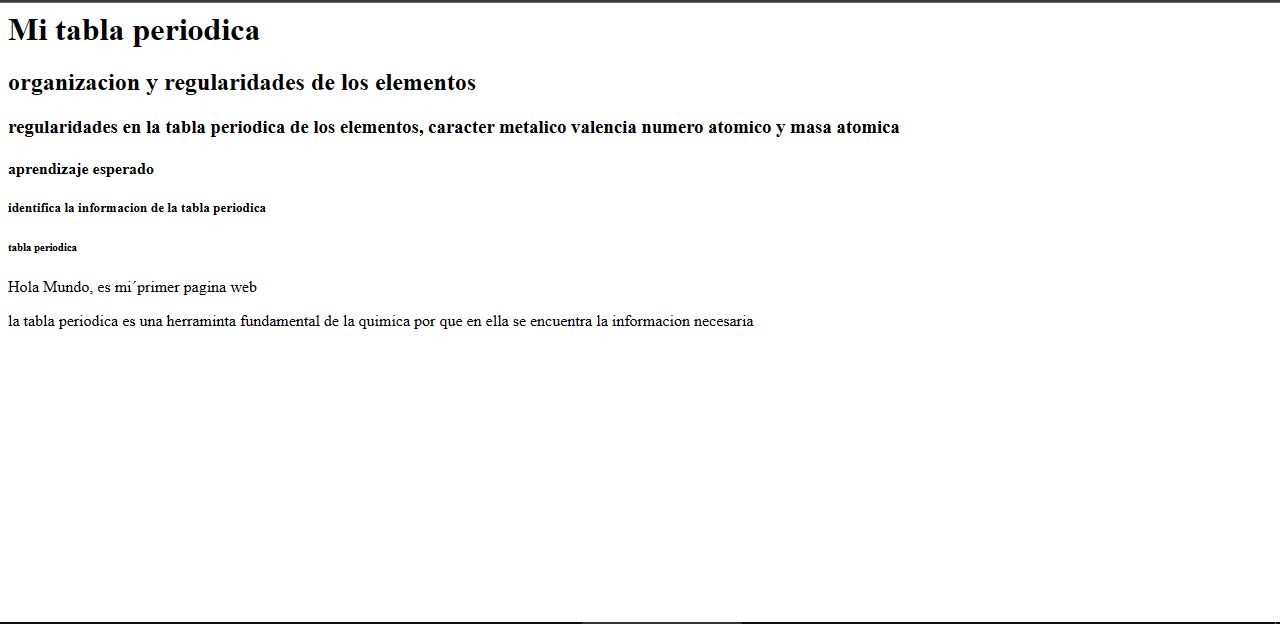 Mi tabla periodica
organizacion y regularidades de los elementos
regularidades en la tabla periodica de los elementos, caracter metalico valencia numero atomico y masa atomica
aprendizaje esperado
identifica la informacion de la tabla periodica
tabla periodica
Hola Mundo, es mi´primer pagina web
la tabla periodica es una herraminta fundamental de la quimica por que en ella se encuentra la informacion necesaria